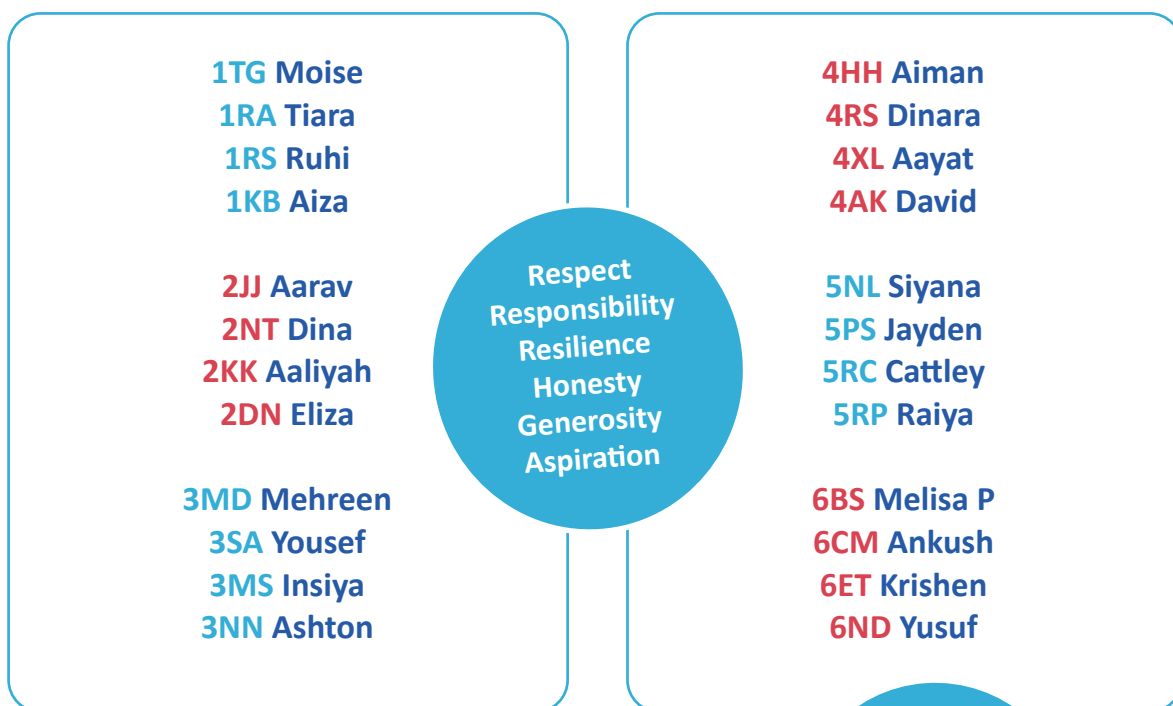 1TG Moise
1RA Tiara
1RS Ruhi
1KB Aiza
2JJ Aarav
2NT Dina
2KK Aaliyah
2DN Eliza
3MD Mehreen
3SA Yousef
3MS Insiya
3NN Ashton
Respect
Responsibility
Resilience
Honesty
Generosity
Aspiration
4HH Aiman
4RS Dinara
4XL Aayat
4AK David
5NL Siyana
5PS Jayden
5RC Cattley
5RP Raiya
6BS Melisa P
6CM Ankush
6ET Krishen
6ND Yusuf